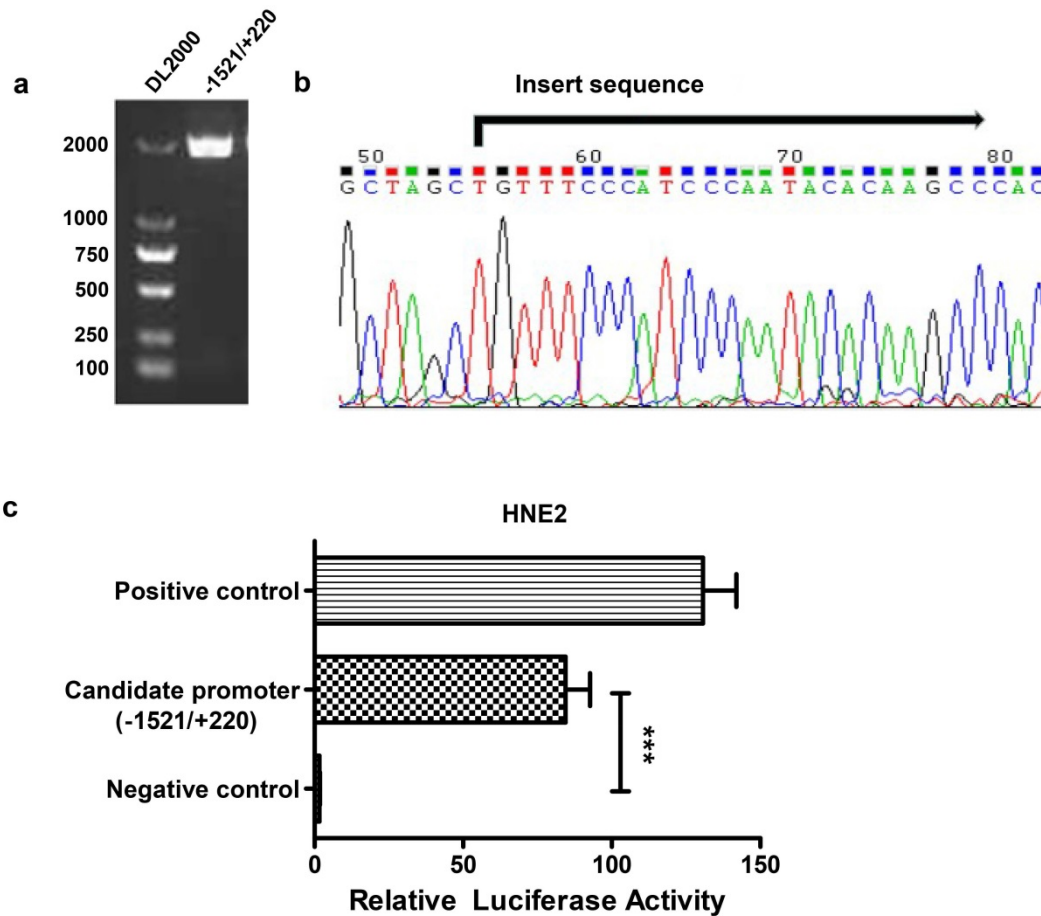 a
DL2000
-1521/+220
2000
1000
750
500
250
100
b
Insert sequence
50 60 70 80
GCTAGCTGTTTCCCATCCCAATACACAAGCCCAC
c
HNE2
Positive control
Candidate promoter
(-1521/+220)
Negative control
***
0 50 100 150
Relative Luciferase Activity